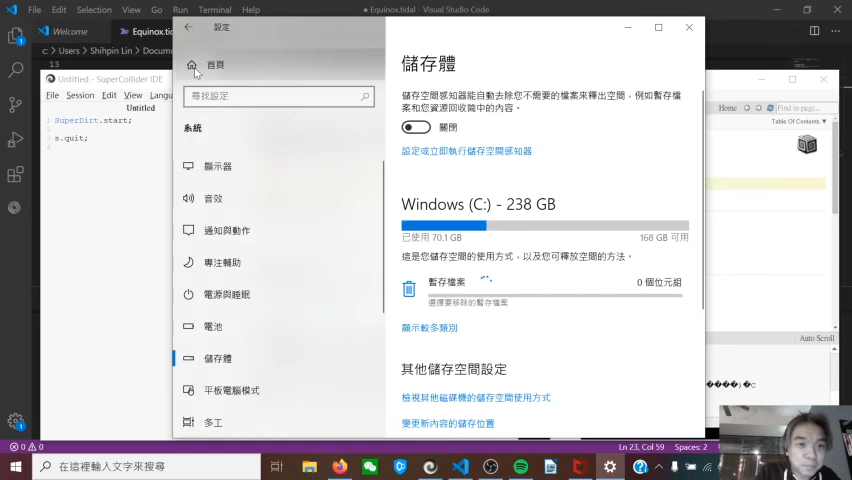 File
Edit
Run
Terminal
Help
● Equinox.tidal - Visual Studio Code
Welcome
Equinox.tid
c: > Users > Shihpin Lin > Docum
13
Untitled - SuperCollider IDE
File Session Edit View Langu
Untitled
1 SuperDirt.start;
s.quit;
設定
首頁
尋找設定
系統
顯示器
音效
通知與動作
專注輔助
電源與睡眠
電池
儲存體
平板電腦模式
多工
儲存體
儲存空間感知器能自動去除您不需要的檔案來釋出空間，例如暫存檔
案和您資源回收筒中的內容。
關閉
設定或立即執行儲存空間感知器
Windows (C:) - 238 GB
已使用 70.1 GB
168 GB 可用
這是您儲存空間的使用方式，以及您可釋放空間的方法。
暫存檔案
0 個位元組
選擇要移除的暫存檔案
顯示較多類別
其他儲存空間設定
檢視其他磁碟機的儲存空間使用方式
變更新內容的儲存位置
Home
Find in page...
Table Of Contents ▼
Auto Scroll
0 0
Ln 23, Col 59
Spaces: 2
在這裡輸入文字來搜尋